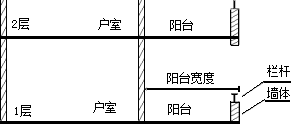 2层 户室 阳台
阳台宽度
栏杆
墙体
1层 户室 阳台